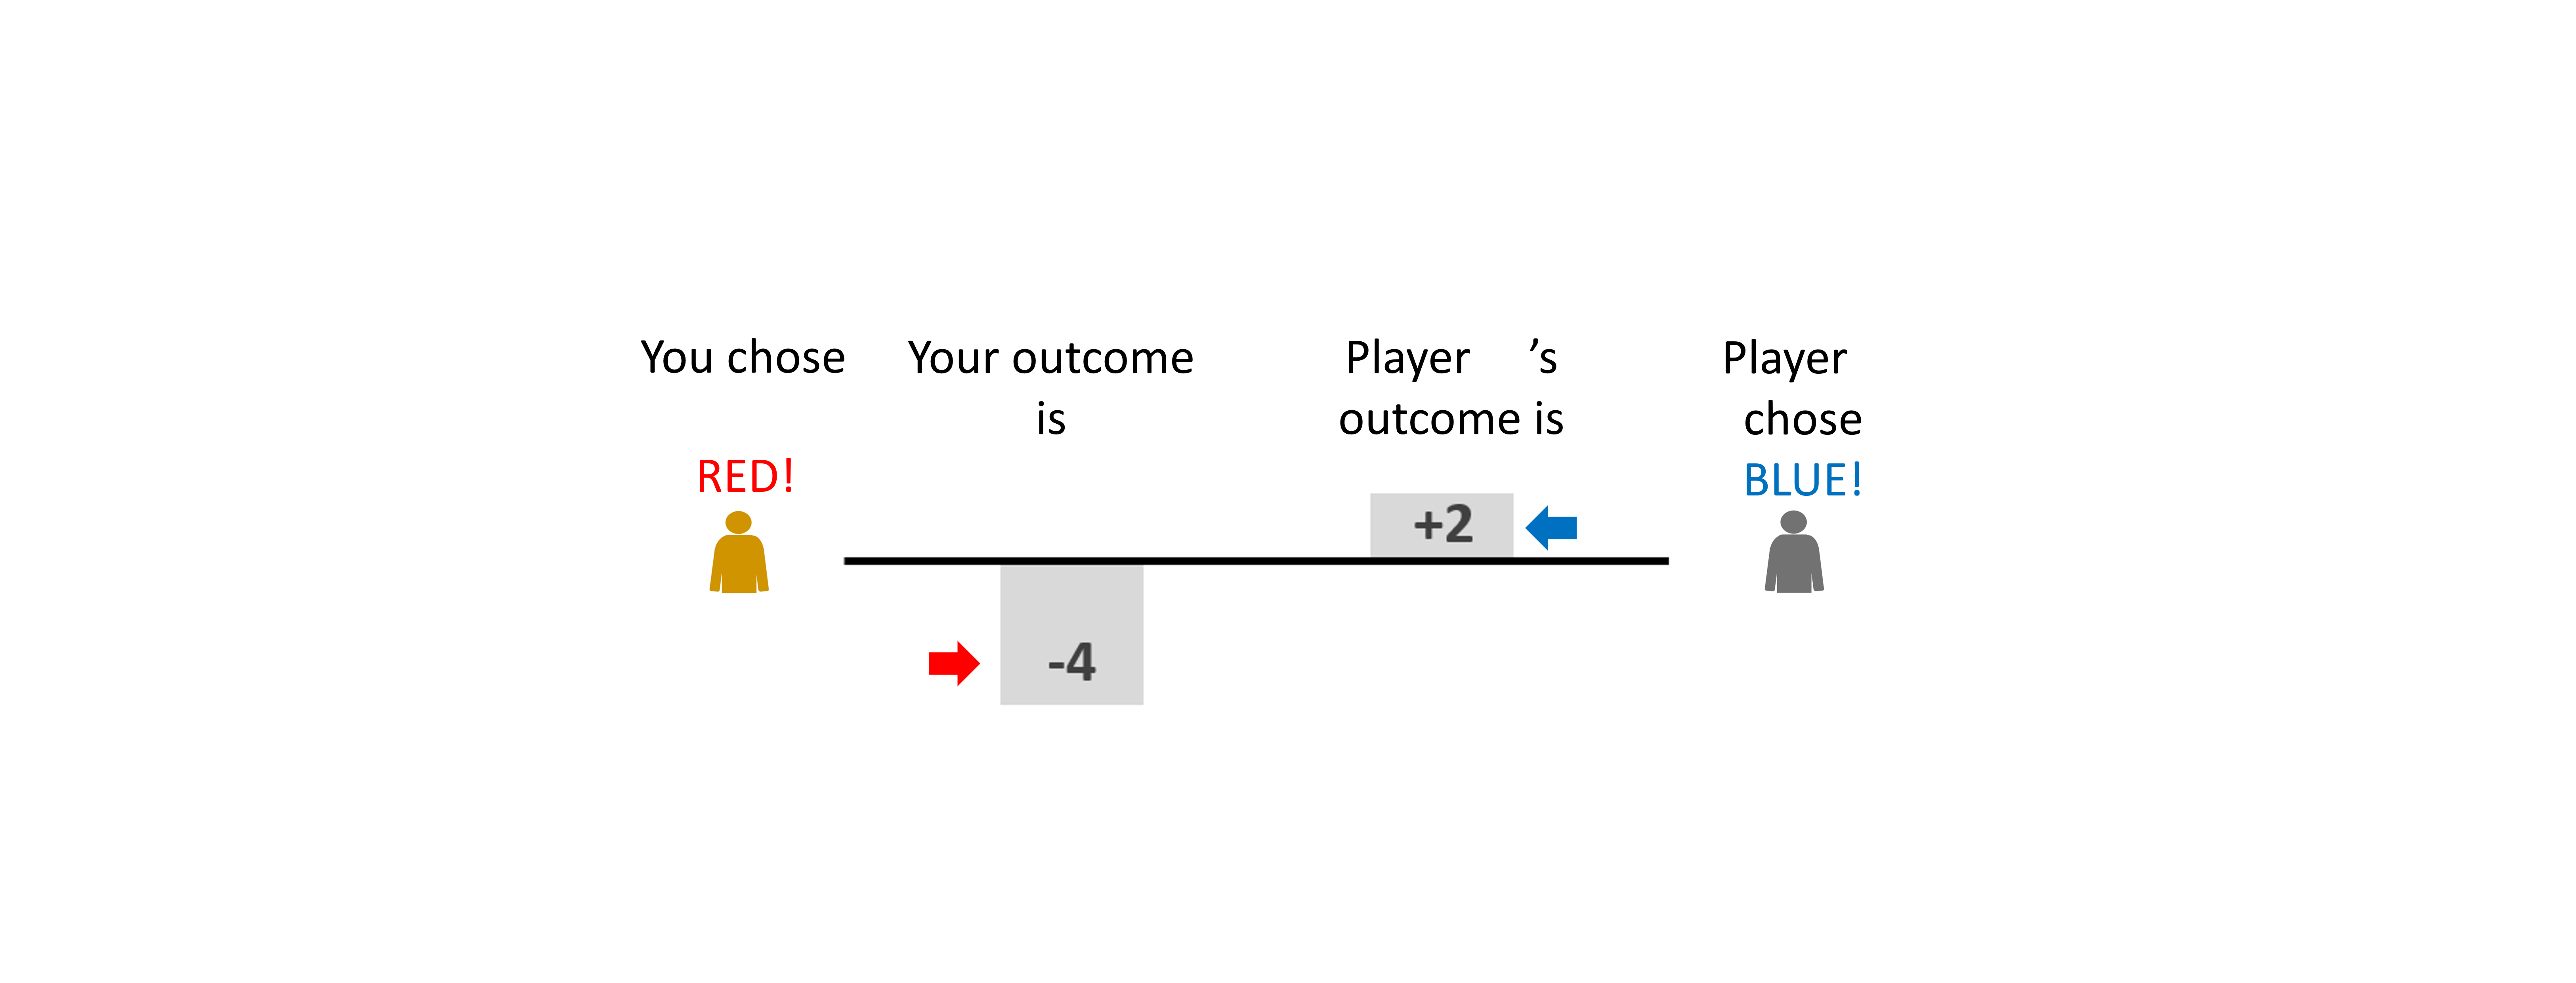 You chose
RED!
Your outcome
is
-4
Player ’s
outcome is
+2
Player
chose
BLUE!